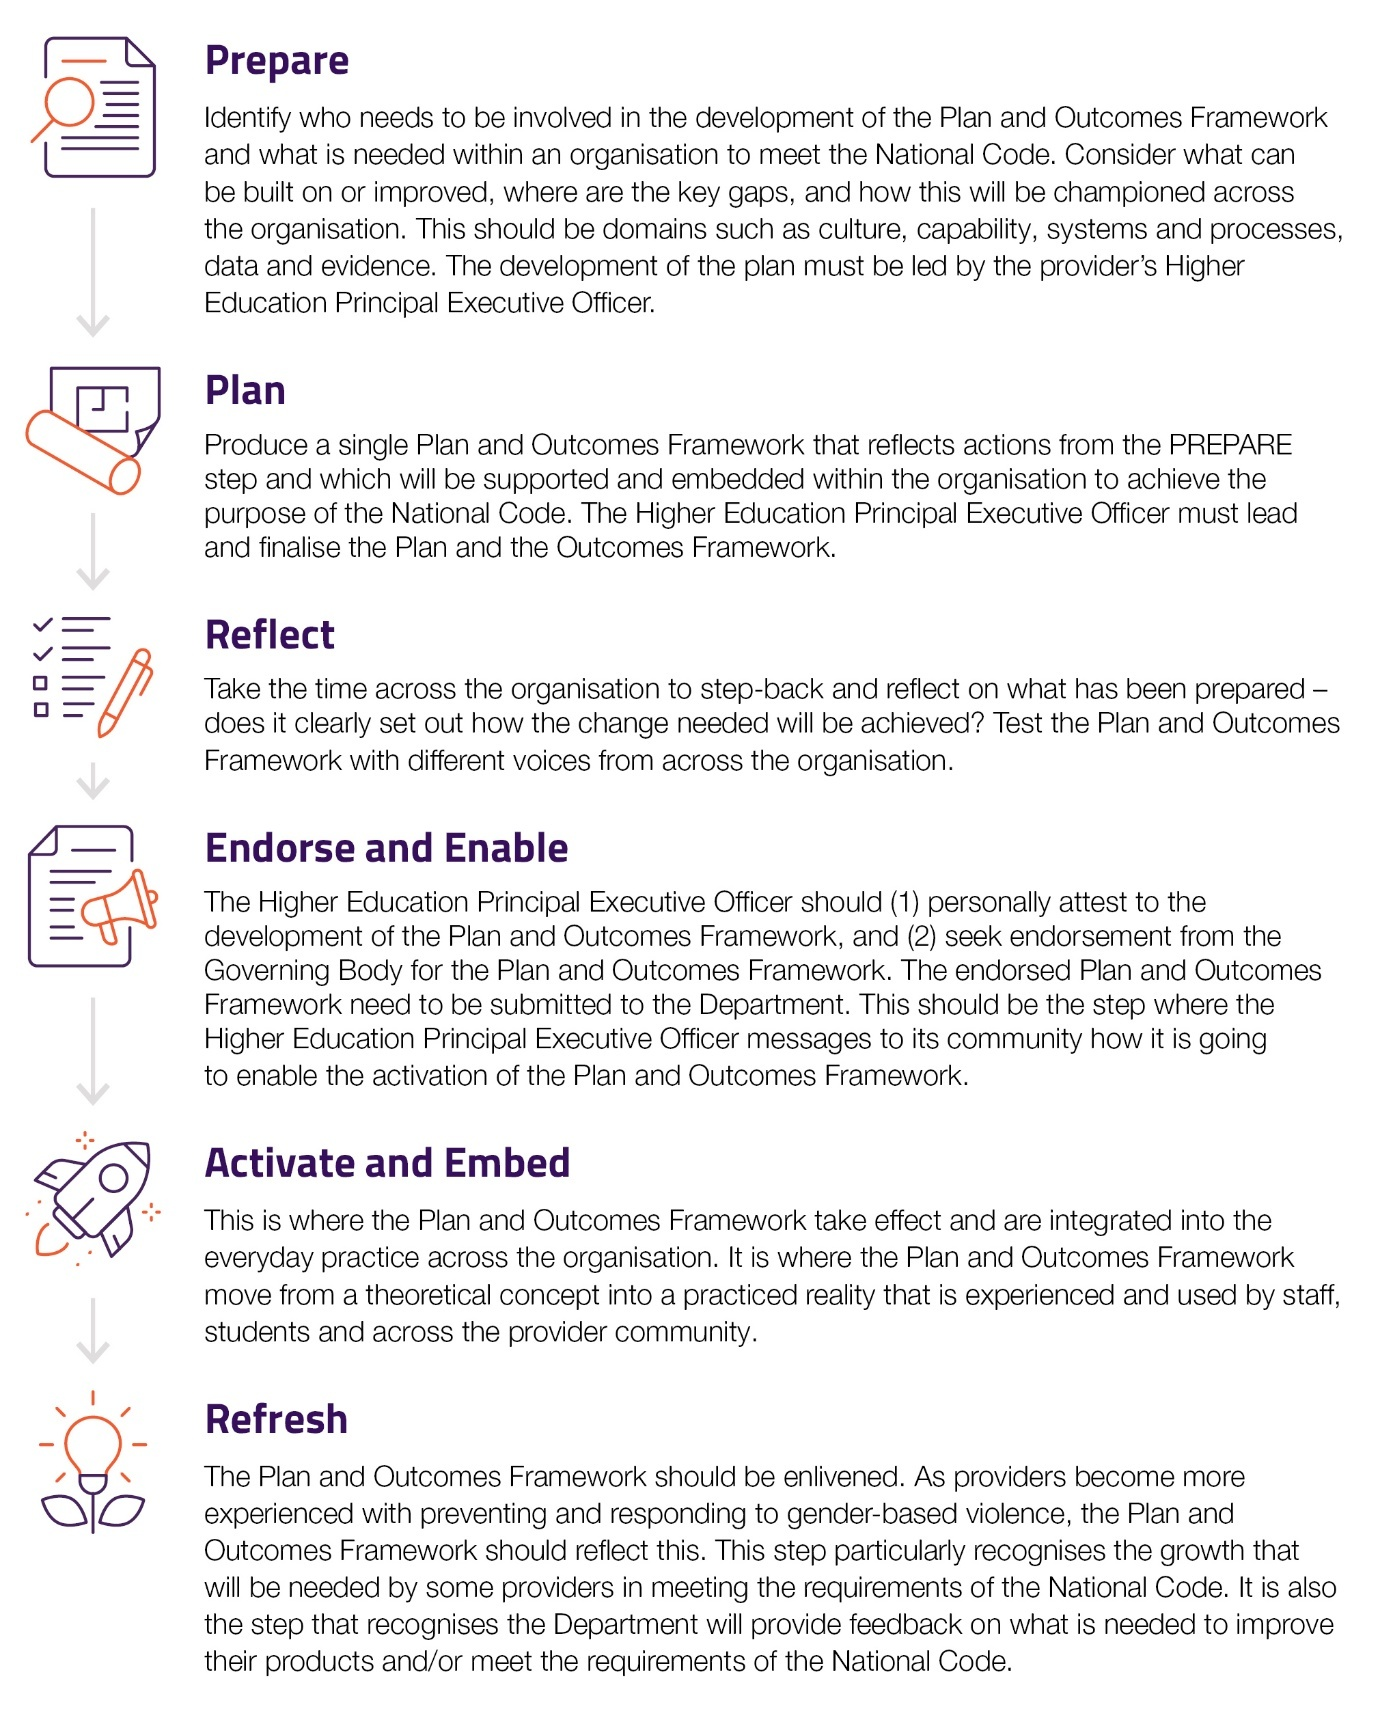 Prepare
Identify who needs to be involved in the development of the Plan and Outcomes Framework
and what is needed within an organisation to meet the National Code. Consider what can
be built on or improved, where are the key gaps, and how this will be championed across
the organisation. This should be domains such as culture, capability, systems and processes,
data and evidence. The development of the plan must be led by the provider’s Higher
Education Principal Executive Officer.
Plan
Produce a single Plan and Outcomes Framework that reflects actions from the PREPARE
step and which will be supported and embedded within the organisation to achieve the
purpose of the National Code. The Higher Education Principal Executive Officer must lead
and finalise the Plan and the Outcomes Framework.
Reflect
Take the time across the organisation to step-back and reflect on what has been prepared –
does it clearly set out how the change needed will be achieved? Test the Plan and Outcomes
Framework with different voices from across the organisation.
Endorse and Enable
The Higher Education Principal Executive Officer should (1) personally attest to the
development of the Plan and Outcomes Framework, and (2) seek endorsement from the
Governing Body for the Plan and Outcomes Framework. The endorsed Plan and Outcomes
Framework need to be submitted to the Department. This should be the step where the
Higher Education Principal Executive Officer messages to its community how it is going
to enable the activation of the Plan and Outcomes Framework.
Activate and Embed
This is where the Plan and Outcomes Framework take effect and are integrated into the
everyday practice across the organisation. It is where the Plan and Outcomes Framework
move from a theoretical concept into a practiced reality that is experienced and used by staff,
students and across the provider community.
Refresh
The Plan and Outcomes Framework should be enlivened. As providers become more
experienced with preventing and responding to gender-based violence, the Plan and
Outcomes Framework should reflect this. This step particularly recognises the growth that
will be needed by some providers in meeting the requirements of the National Code. It is also
the step that recognises the Department will provide feedback on what is needed to improve
their products and/or meet the requirements of the National Code.